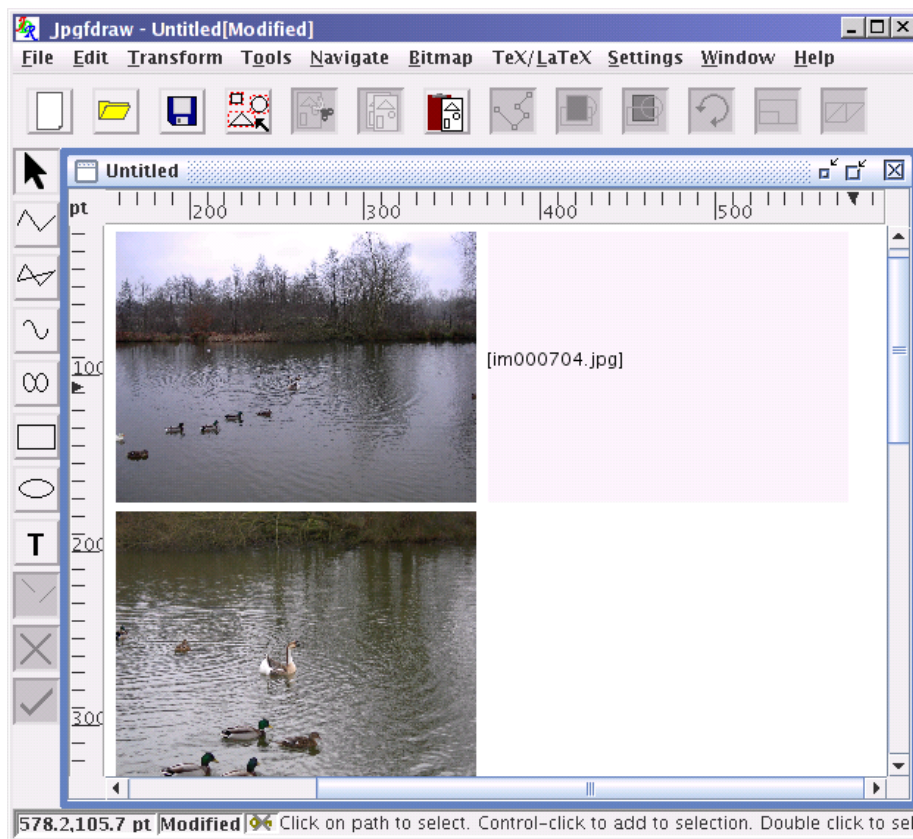 Jpgfdraw - Untitled[Modified]
File Edit Transform Tools Navigate Bitmap TeX/LaTeX Settings Window Help
Untitled
pt 200 300 400 500
[im000704.jpg]
100
T
200
300
578.2,105.7 pt Modified Click on path to select. Control-click to add to selection. Double click to sel